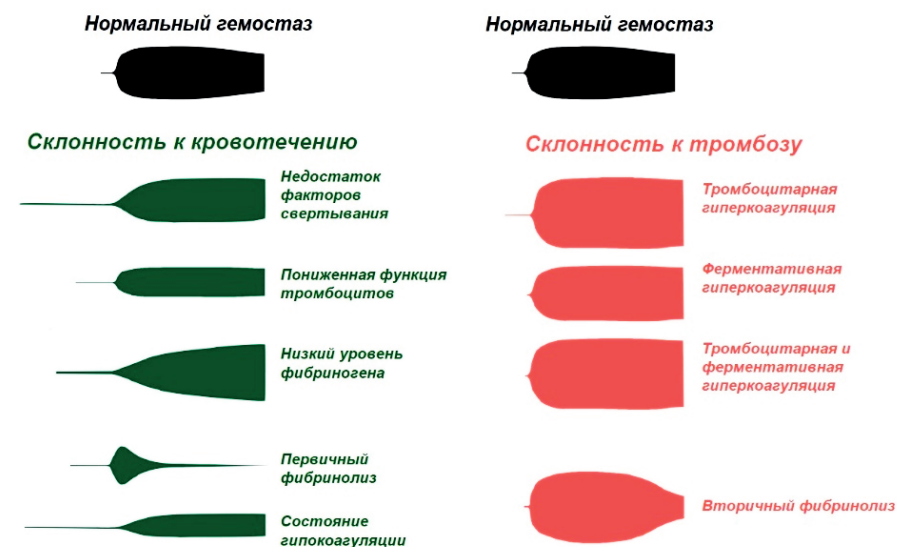 Нормальный гемостаз
Склонность к кровотечению
Недостаток
факторов
свертывания
Пониженная функция
тромбоцитов
Низкий уровень
фибриногена
Первичный
фибринолиз
Состояние
гипокоагуляции
Нормальный гемостаз
Склонность к тромбозу
Тромбоцитарная
гиперкоагуляция
Ферментативная
гиперкоагуляция
Тромбоцитарная и
ферментативная
гиперкоагуляция
Вторичный фибринолиз